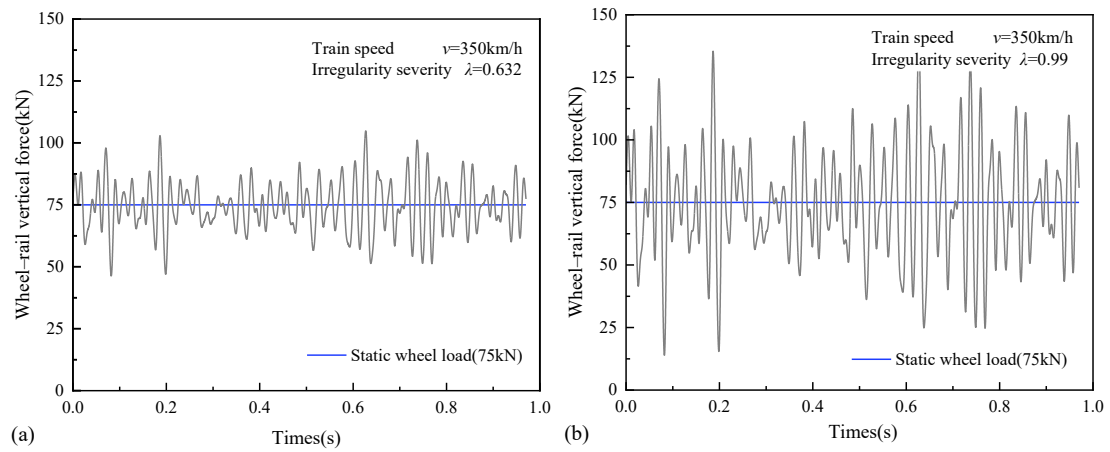 150
125
100
75
50
25
0
Wheel–rail vertical force(kN)
Train speed v=350km/h
Irregularity severity λ=0.632
Static wheel load(75kN)
0.0 0.2 0.4 0.6 0.8 1.0
Times(s)
(a)
150
125
100
75
50
25
0
Wheel–rail vertical force(kN)
Train speed v=350km/h
Irregularity severity λ=0.99
Static wheel load(75kN)
0.0 0.2 0.4 0.6 0.8 1.0
Times(s)
(b)